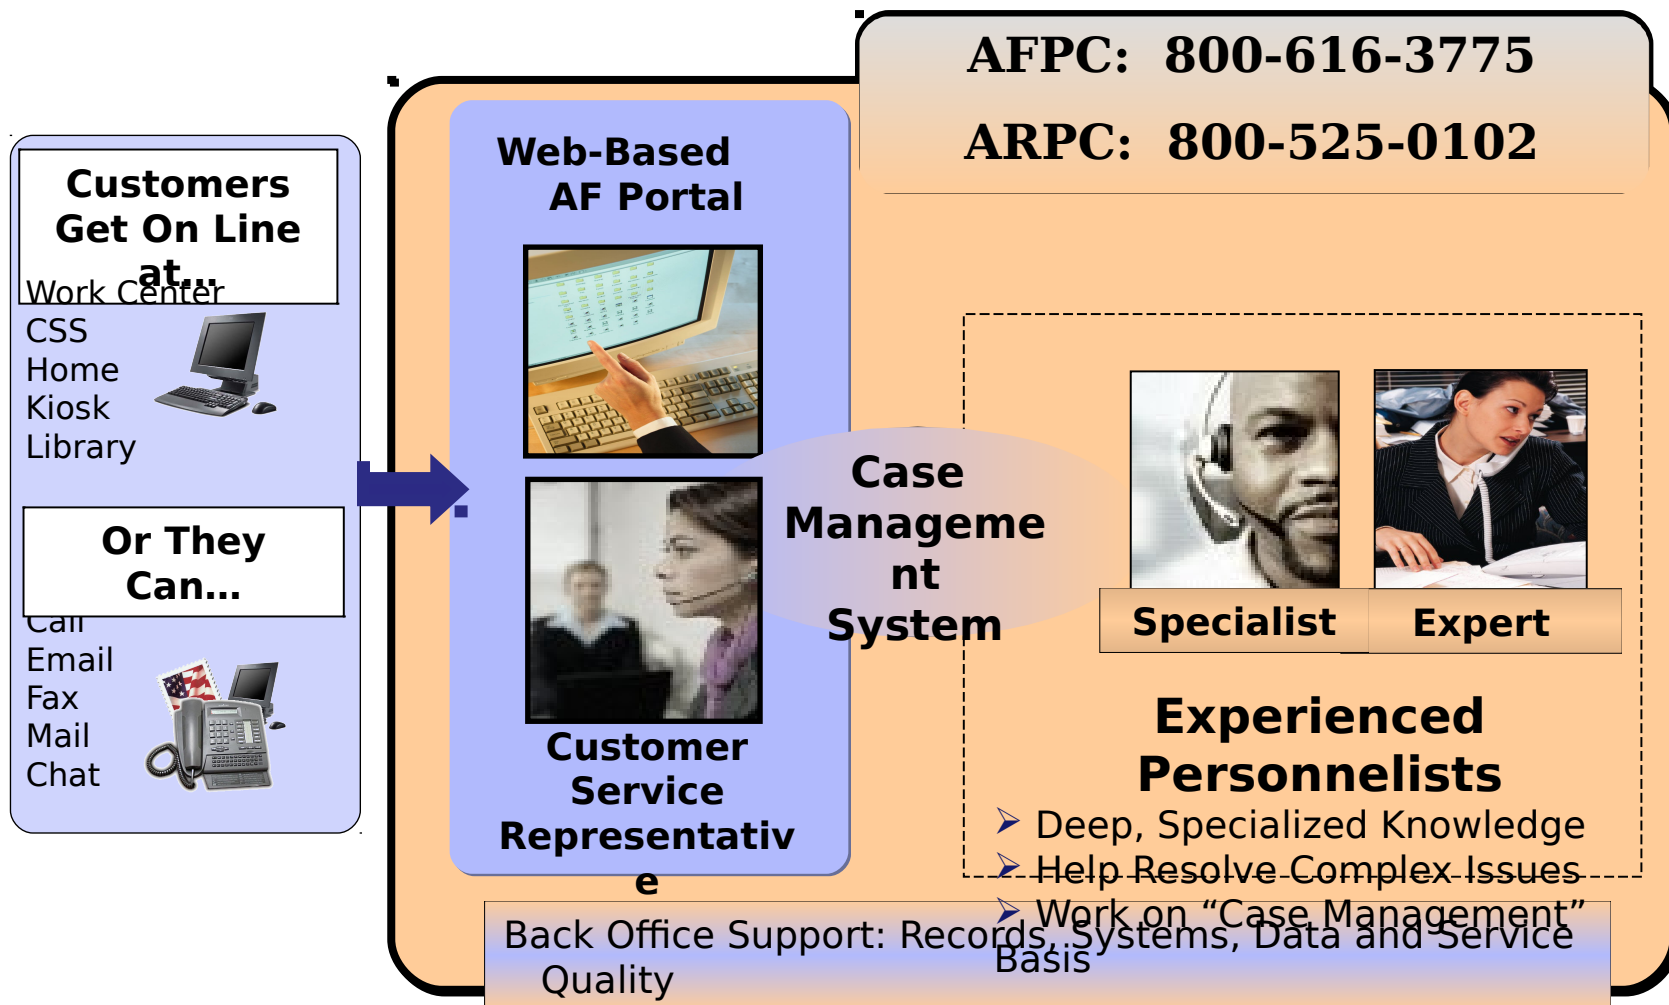 AFPC:  800-616-3775
ARPC:  800-525-0102
Customers
Get On Line
at…
Work Center
CSS
Home
Kiosk
Library
Or They
Can…
Call
Email
Fax
Mail
Chat
Web-Based
AF Portal
Customer
Service
Representativ
e
Case
Manageme
nt
System
Specialist
Expert
Experienced
Personnelists
Deep, Specialized Knowledge
Help Resolve Complex Issues
Work on “Case Management”
Basis
Back Office Support: Records, Systems, Data and Service
Quality